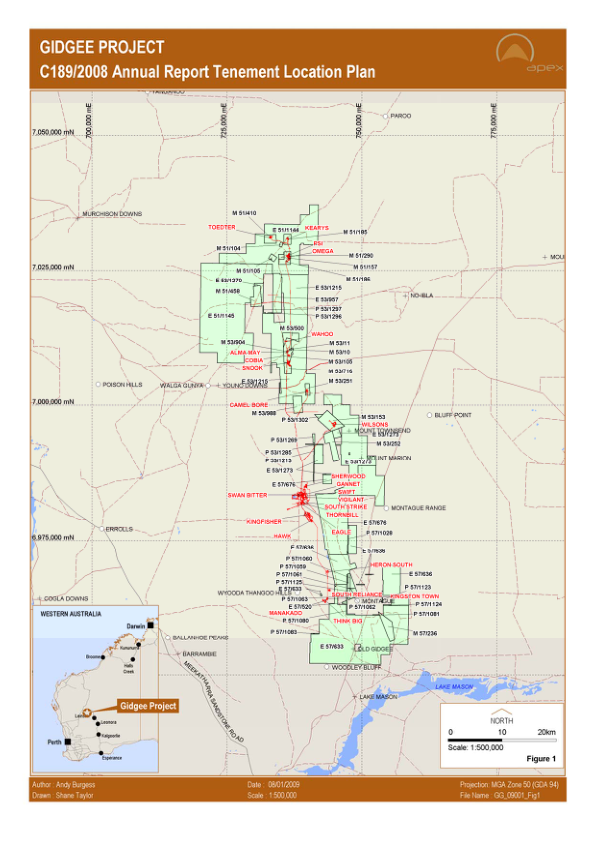 GIDGEE PROJECT
C189/2008 Annual Report Tenement Location Plan
apex
700,000 mE
725,000 mE
750,000 mE
775,000 mE
PAROO
7,050,000 mN
MURCHISON DOWNS
M 51/410
TOEDTER
E 51/1144
KEARYS
M 51/185
ESI
OMEGA
M 51/104
M 51/290
M 51/157
M 51/186
7,025,000 mN
M 51/105
E 53/1215
M 51/458
NO-IBLA
E 53/957
P 53/1297
P 53/1296
E 51/1145
M 53/500
WAHOO
M 53/904
M 53/11
M 53/10
ALMA-MAY
COBIA
M 53/105
SNOOK
M 53/716
M 53/251
E 53/1215
POISON HILLS
WALGA GUNYA
YOUNG DOWNS
7,000,000 mN
CAMEL BORE
M 53/988
P 53/1302
M 53/153
WILSONS
BLUFF POINT
MOUNT TOWNSEND
E 53/1273
M 53/252
P 53/1269
P 53/1285
MOUNT MARION
E 53/1273
E 53/1273
SHERWOOD
GANNET
E 57/676
SWIFT
SWAN BITTER
VIGILANT
SOUTH STRIKE
THORNBILL
MONTAGUE RANGE
KINGFISHER
E 57/676
P 57/1028
ERROLLS
HAWK
EAGLE
6,975,000 mN
E 57/636
E 57/636
P 57/1060
P 57/1059
HERON SOUTH
P 57/1061
E 57/636
P 57/1125
E 57/633
P 57/1123
WYOODA THANGOO HILLS
SOUTH RELIANCE
KINGSTON TOWN
P 57/1063
MONTAGUE
P 57/1124
E 57/520
P 57/1062
P 57/1081
MANAKADO
P 57/1080
THINK BIG
P 57/1083
M 57/236
COOLA DOWNS
BALLANHOE PEAKS
E 57/633
OLD GIDGEE
BARRAMBIE
WOODLEY BLUFF
MEEKATHARRA SANDSTONE ROAD
LAKE MASON
LAKE MASON
WESTERN AUSTRALIA
Darwin
Kununurra
Broome
Halls
Creek
Gidgee Project
Leinster
Leonora
Kalgoorlie
Perth
Esperance
NORTH
0 10 20km
Scale: 1:500,000
Figure 1
Author : Andy Burgess
Date : 08/01/2009
Projection: MGA Zone 50 (GDA 94)
Drawn : Shane Taylor
Scale : 1:500,000
File Name : GG_09001_Fig1